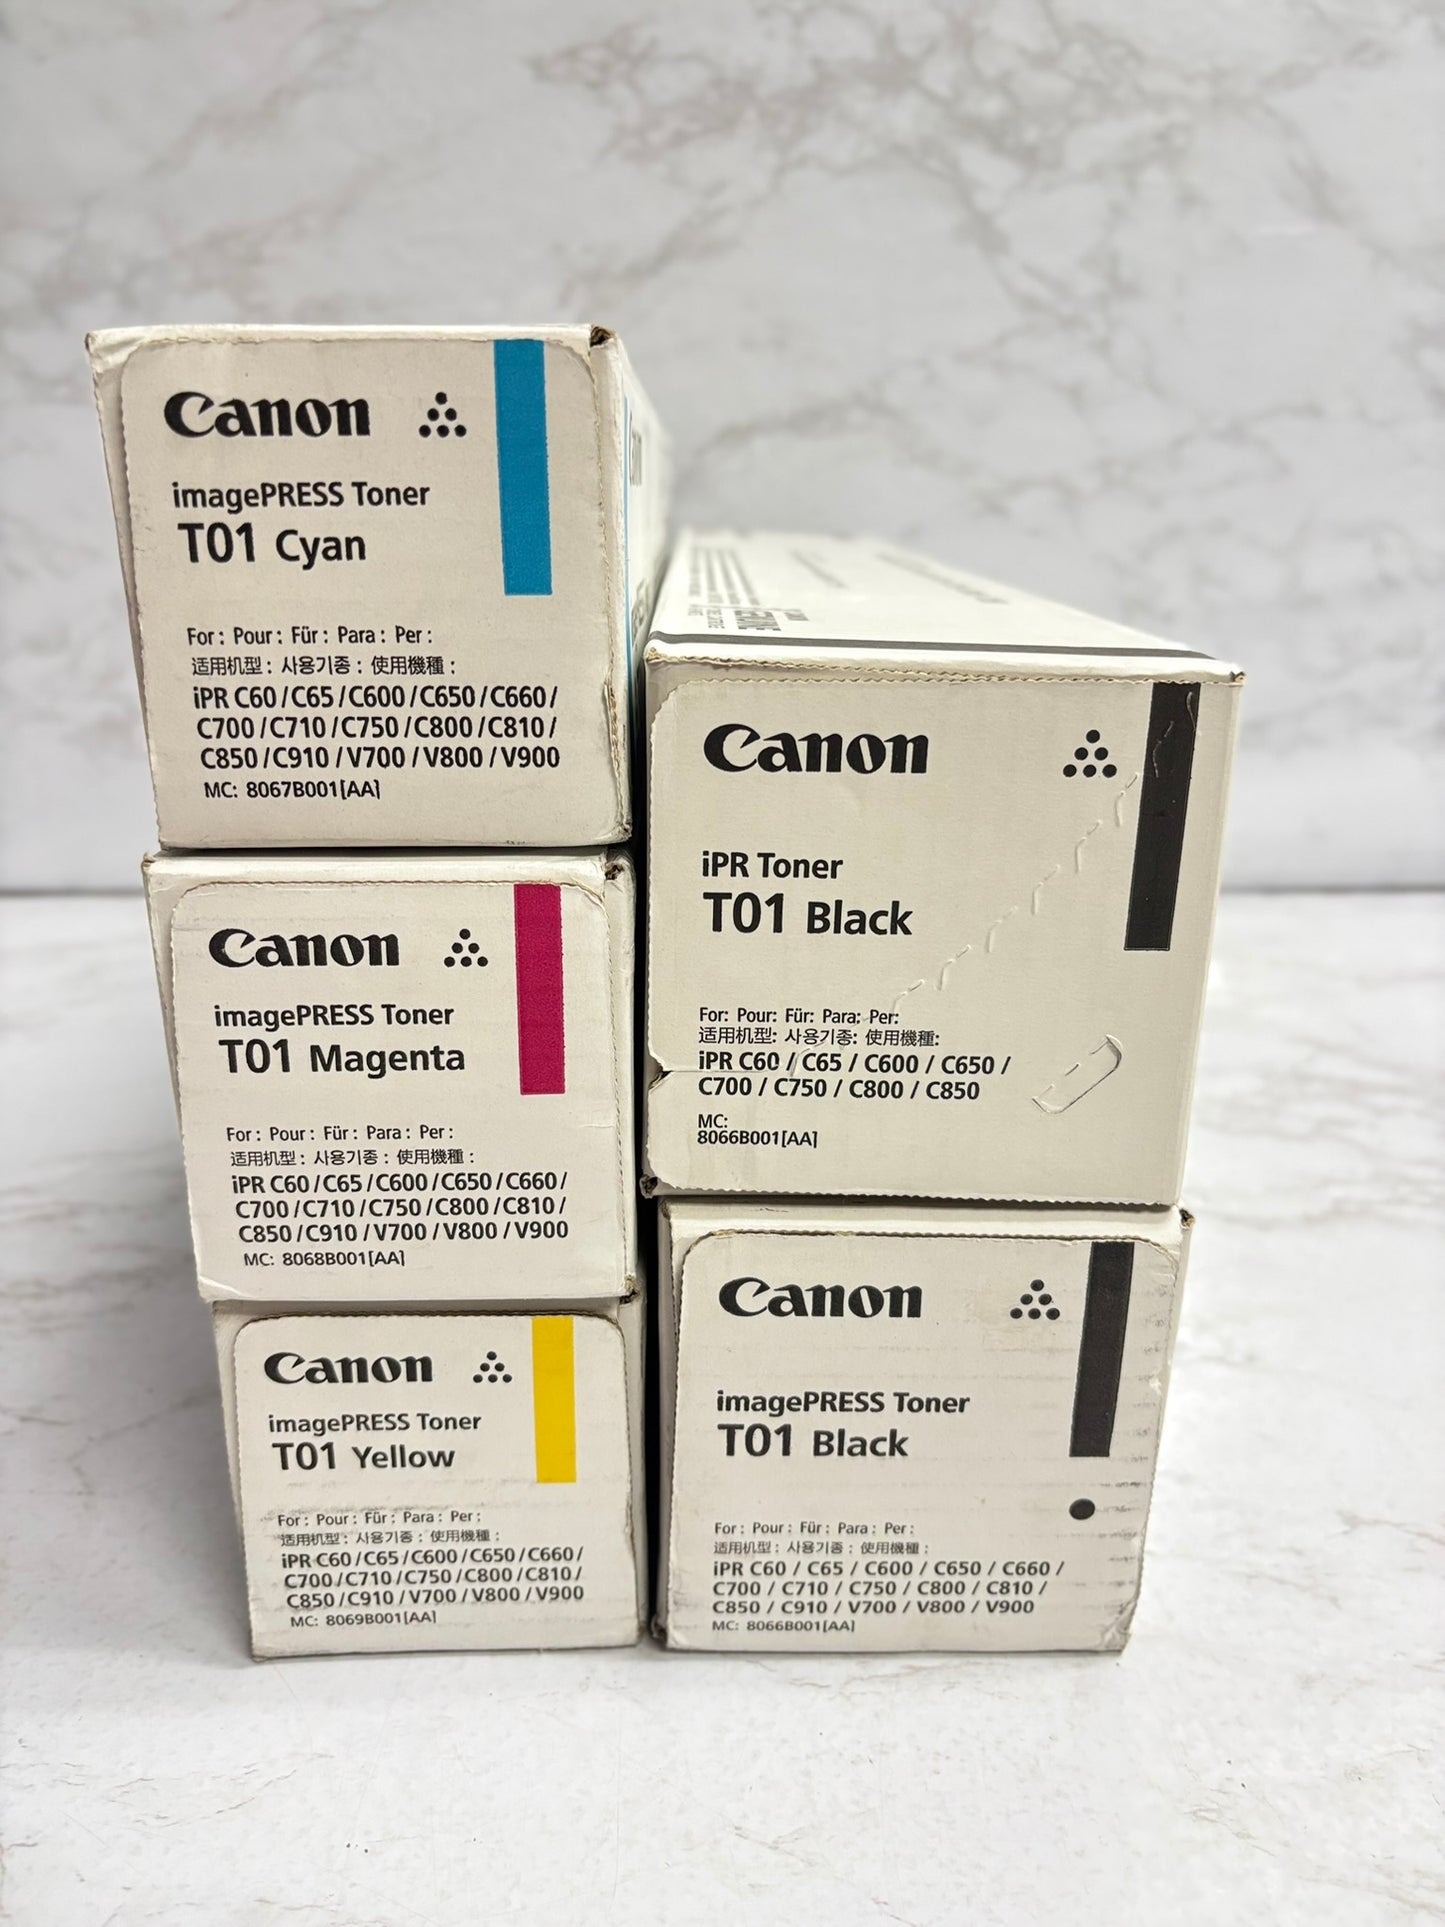 Canon
imagePRESS Toner
T01 Cyan
For : Pour : Für : Para : Per :
适用机型 : 사용기종 : 使用機種 :
iPR C60 / C65 / C600 / C650 / C660 /
C700 / C710 / C750 / C800 / C810 /
C850 / C910 / V700 / V800 / V900
MC: 8067B001[AA]
Canon
imagePRESS Toner
T01 Magenta
For : Pour : Für : Para : Per :
适用机型 : 사용기종 : 使用機種 :
iPR C60 / C65 / C600 / C650 / C660 /
C700 / C710 / C750 / C800 / C810 /
C850 / C910 / V700 / V800 / V900
MC: 8068B001[AA]
Canon
imagePRESS Toner
T01 Yellow
For : Pour : Für : Para : Per :
适用机型 : 사용기종 : 使用機種 :
iPR C60 / C65 / C600 / C650 / C660 /
C700 / C710 / C750 / C800 / C810 /
C850 / C910 / V700 / V800 / V900
MC: 8069B001[AA]
Canon
iPR Toner
T01 Black
For: Pour: Für: Para: Per:
适用机型: 사용기종: 使用機種:
iPR C60 / C65 / C600 / C650 /
C700 / C750 / C800 / C850
MC:
8066B001[AA]
Canon
imagePRESS Toner
T01 Black
For : Pour : Für : Para : Per :
适用机型 : 사용기종 : 使用機種 :
iPR C60 / C65 / C600 / C650 / C660 /
C700 / C710 / C750 / C800 / C810 /
C850 / C910 / V700 / V800 / V900
MC: 8066B001[AA]